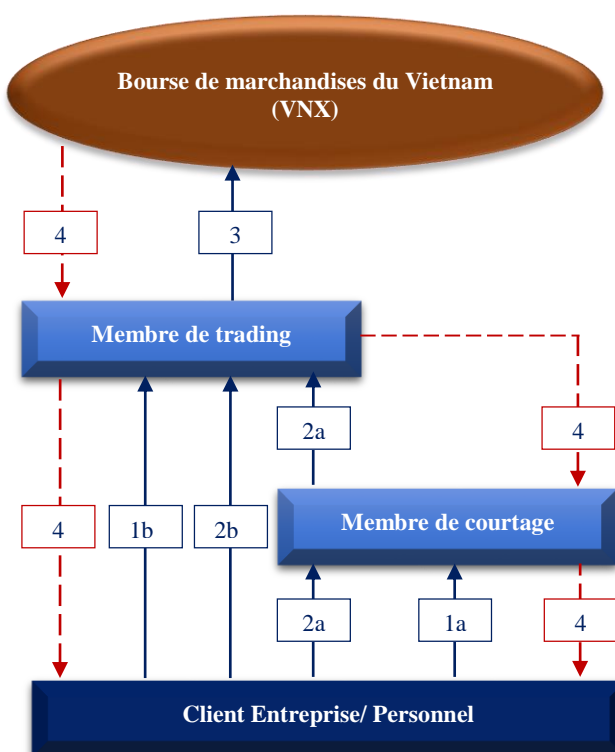 Bourse de marchandises du Vietnam
(VNX)
4
3
Membre de trading
2a
4
4
1b
2b
Membre de courtage
2a
1a
4
Client Entreprise/ Personnel